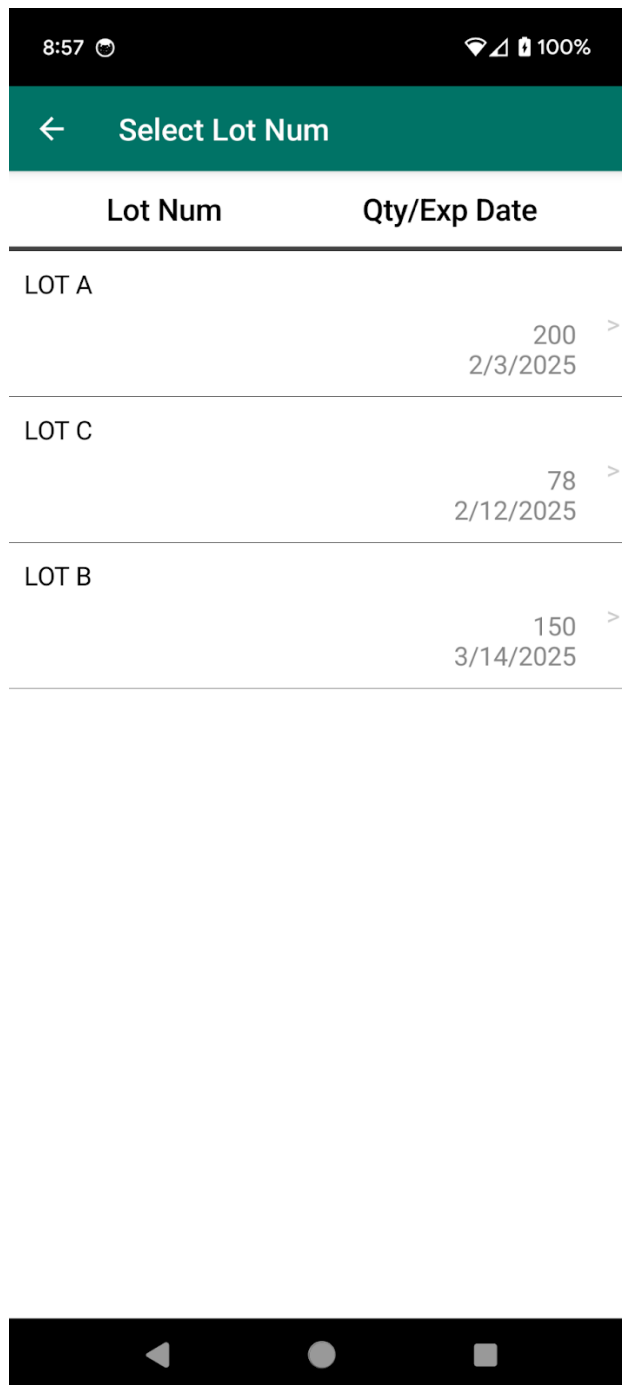 8:57 100%
Select Lot Num
Lot Num Qty/Exp Date
LOT A
200 >
2/3/2025
LOT C
78 >
2/12/2025
LOT B
150 >
3/14/2025